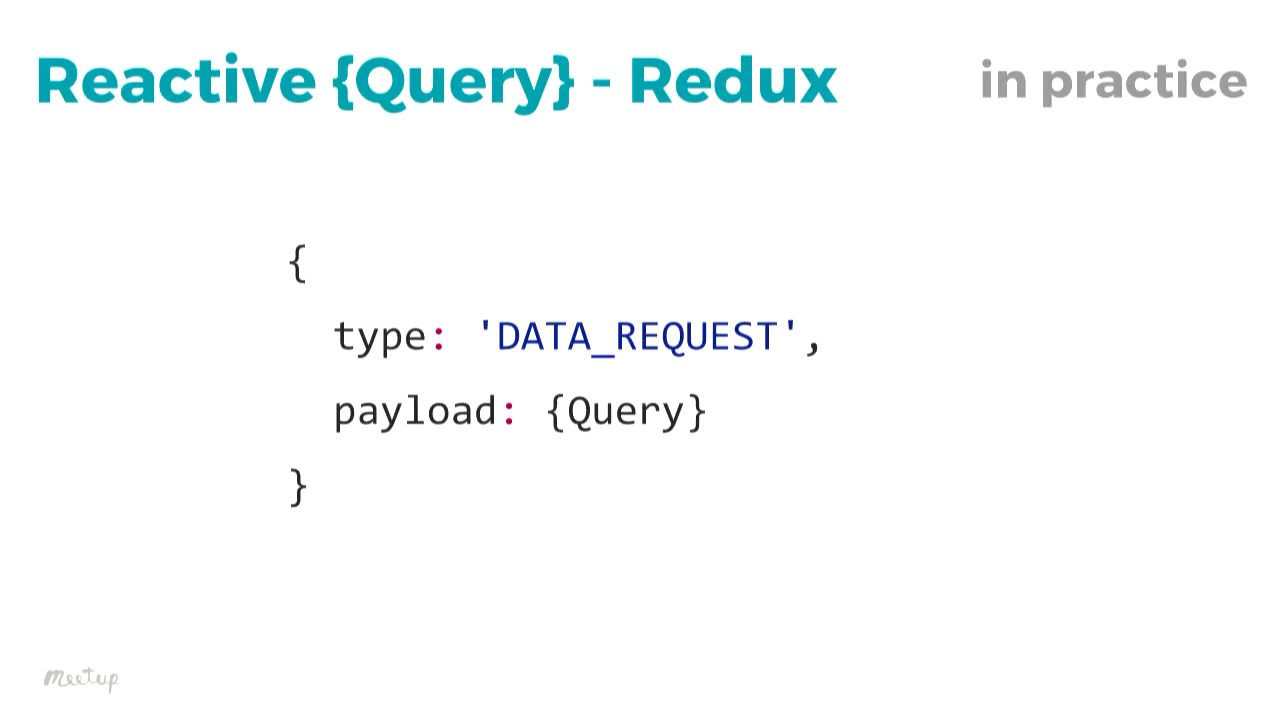 Reactive {Query} - Redux
in practice
{
type: 'DATA_REQUEST',
payload: {Query}
}
meetup